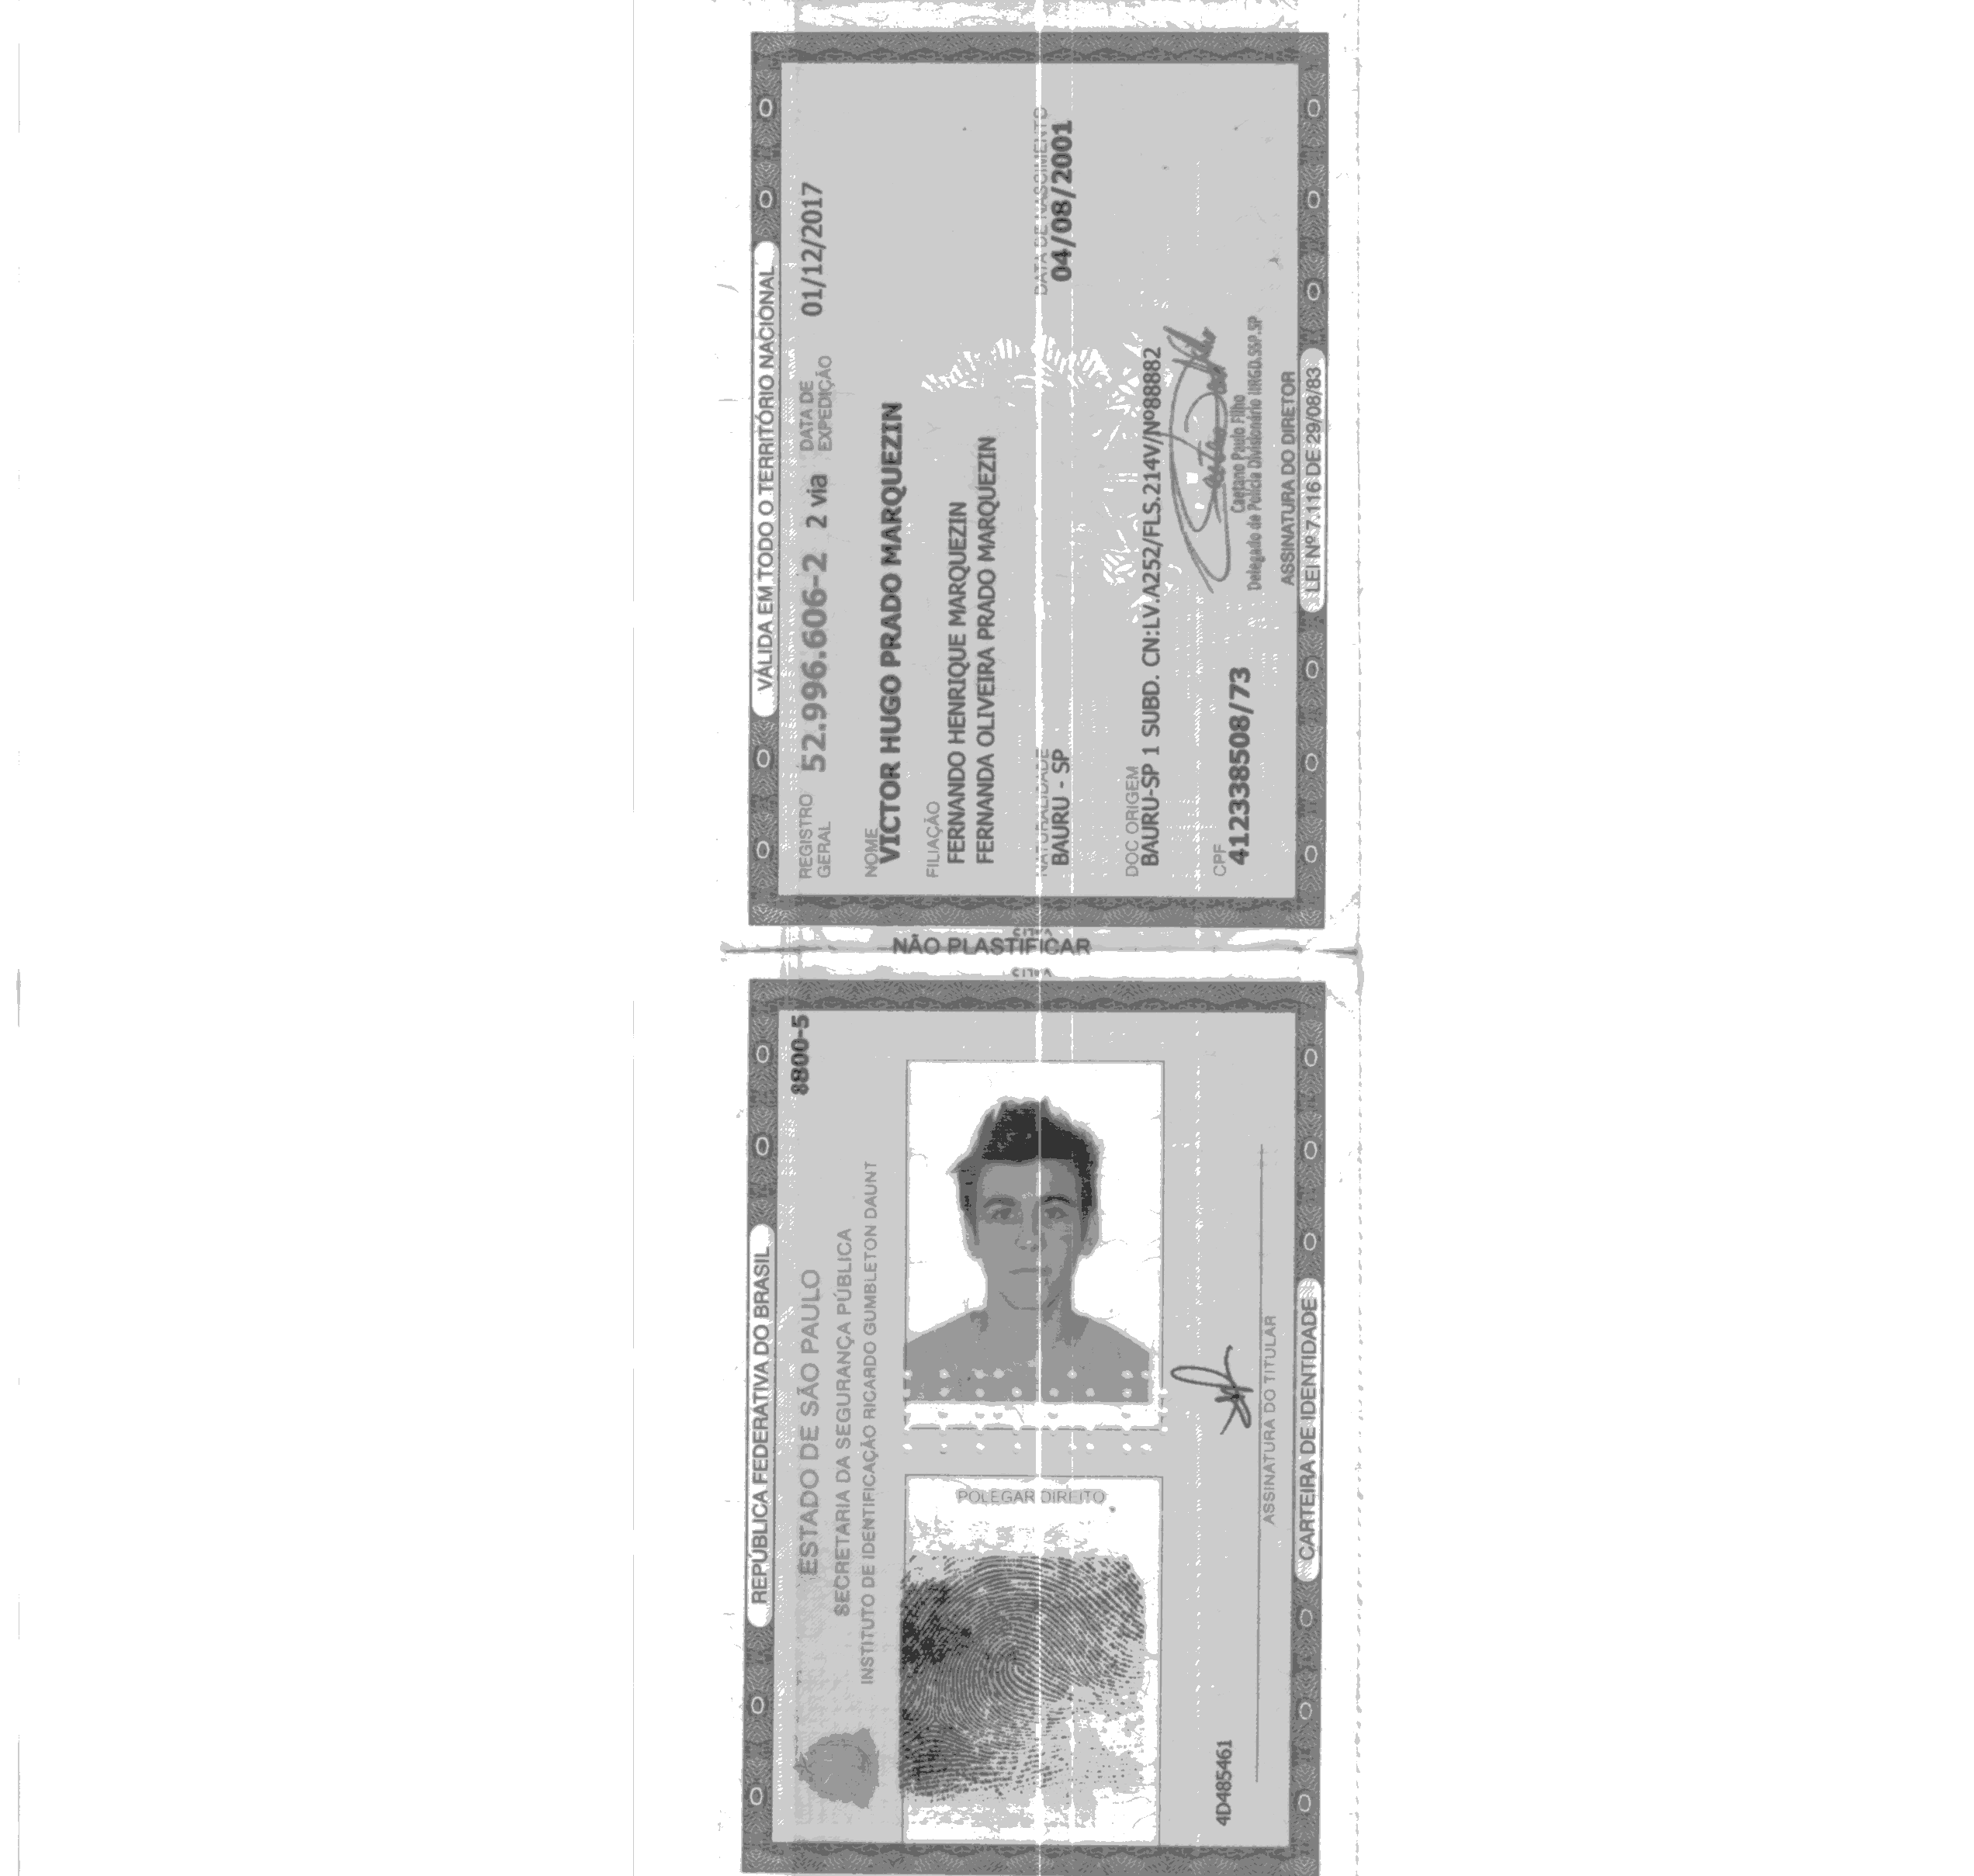 VÁLIDA EM TODO O TERRITÓRIO NACIONAL
REGISTRO GERAL 52.996.606-2 2 via DATA DE EXPEDIÇÃO 01/12/2017
NOME
VICTOR HUGO PRADO MARQUEZIN
FILIAÇÃO
FERNANDO HENRIQUE MARQUEZIN
FERNANDA OLIVEIRA PRADO MARQUEZIN
NATURALIDADE DATA DE NASCIMENTO
BAURU - SP 04/08/2001
DOC ORIGEM
BAURU-SP 1 SUBD. CN:LV.A252/FLS.214V/Nº88882
CPF
412338508/73
Caetano Paulo Filho
Delegado de Polícia Divisionário IIRGD.SSP.SP
ASSINATURA DO DIRETOR
LEI Nº 7.116 DE 29/08/83
NÃO PLASTIFICAR
REPÚBLICA FEDERATIVA DO BRASIL
8800-5
ESTADO DE SÃO PAULO
SECRETARIA DA SEGURANÇA PÚBLICA
INSTITUTO DE IDENTIFICAÇÃO RICARDO GUMBLETON DAUNT
POLEGAR DIREITO
4D485461
ASSINATURA DO TITULAR
CARTEIRA DE IDENTIDADE